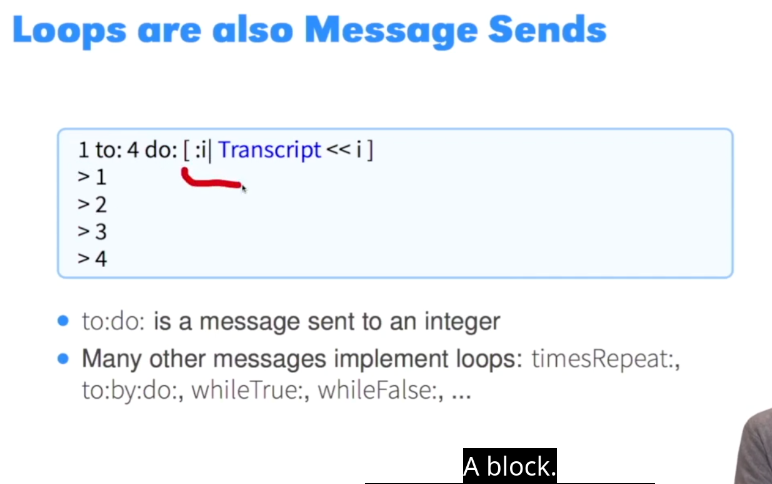 Loops are also Message Sends
1 to: 4 do: [ :i| Transcript << i ]
> 1
> 2
> 3
> 4
• to:do: is a message sent to an integer
• Many other messages implement loops: timesRepeat:,
to:by:do:, whileTrue:, whileFalse:, ...
A block.